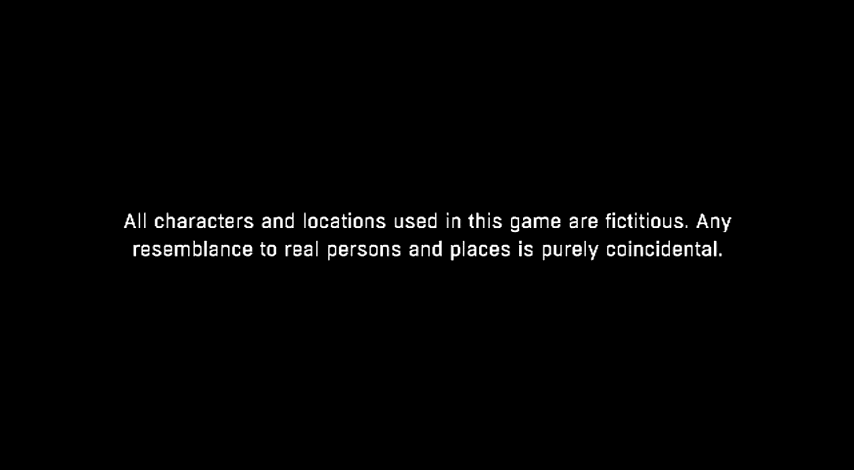 All characters and locations used in this game are fictitious. Any
resemblance to real persons and places is purely coincidental.